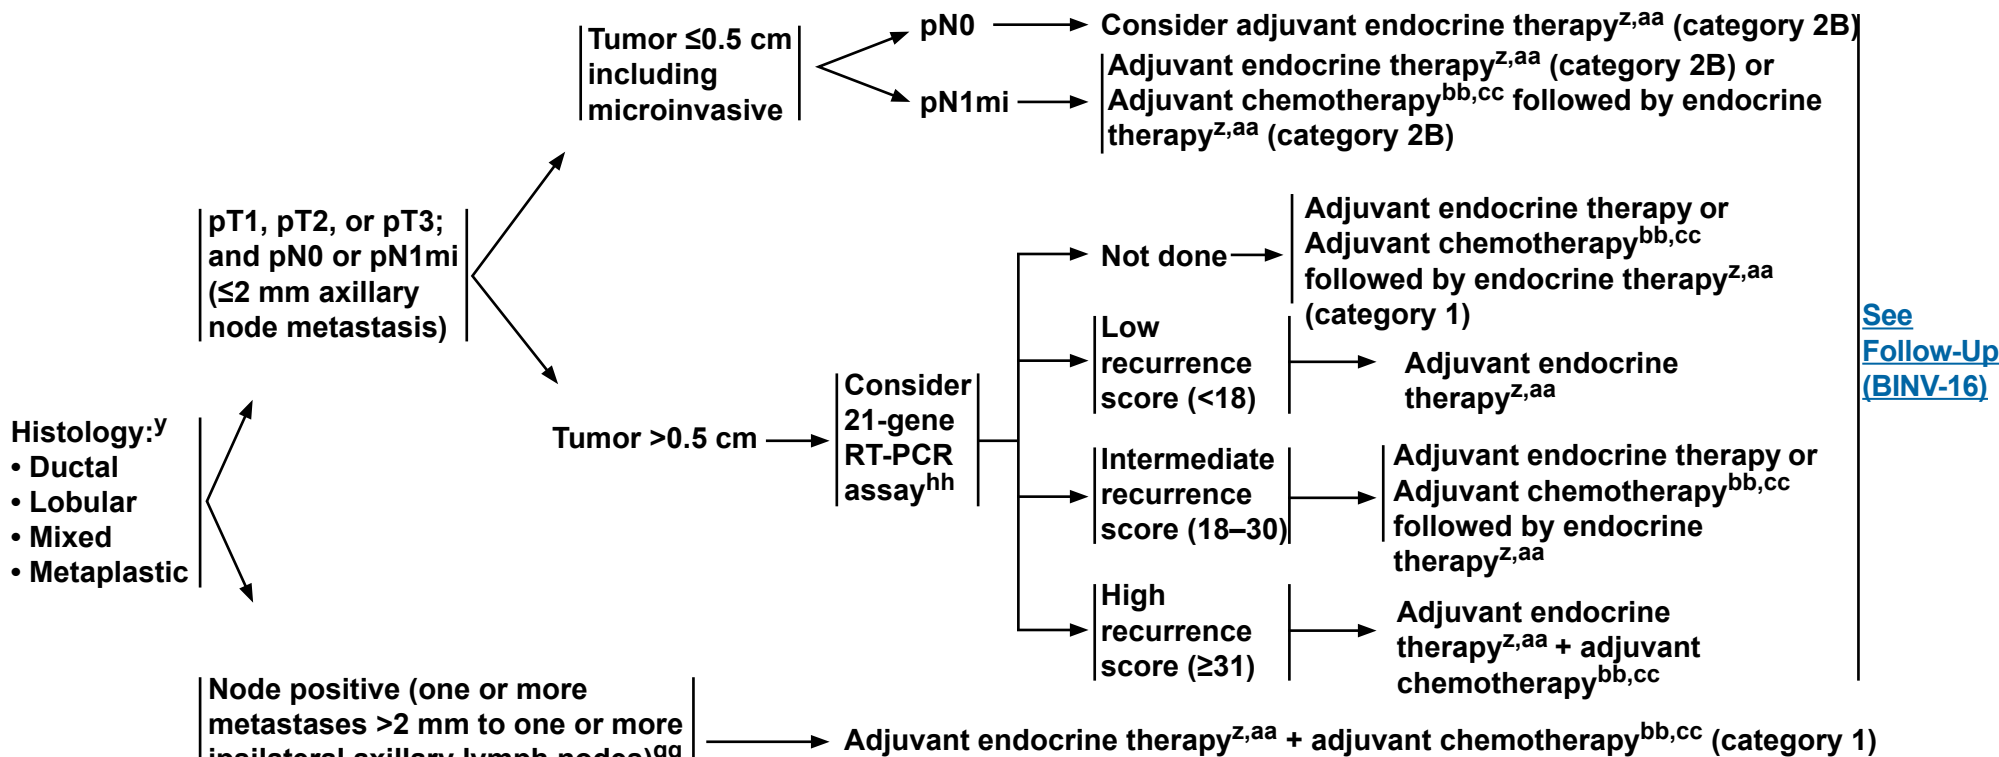 Histology:y
• Ductal
• Lobular
• Mixed
• Metaplastic
pT1, pT2, or pT3;
and pN0 or pN1mi
(≤2 mm axillary
node metastasis)
Tumor ≤0.5 cm
including
microinvasive
pN0
Consider adjuvant endocrine therapyz,aa (category 2B)
pN1mi
Adjuvant endocrine therapyz,aa (category 2B) or
Adjuvant chemotherapybb,cc followed by endocrine
therapyz,aa (category 2B)
Tumor >0.5 cm
Consider
21-gene
RT-PCR
assayhh
Not done
Adjuvant endocrine therapy or
Adjuvant chemotherapybb,cc
followed by endocrine therapyz,aa
(category 1)
Low
recurrence
score (<18)
Adjuvant endocrine
therapyz,aa
Intermediate
recurrence
score (18–30)
Adjuvant endocrine therapy or
Adjuvant chemotherapybb,cc
followed by endocrine
therapyz,aa
High
recurrence
score (≥31)
Adjuvant endocrine
therapyz,aa + adjuvant
chemotherapybb,cc
Node positive (one or more
metastases >2 mm to one or more
ipsilateral axillary lymph nodes)gg
Adjuvant endocrine therapyz,aa + adjuvant chemotherapybb,cc (category 1)
See
Follow-Up
(BINV-16)